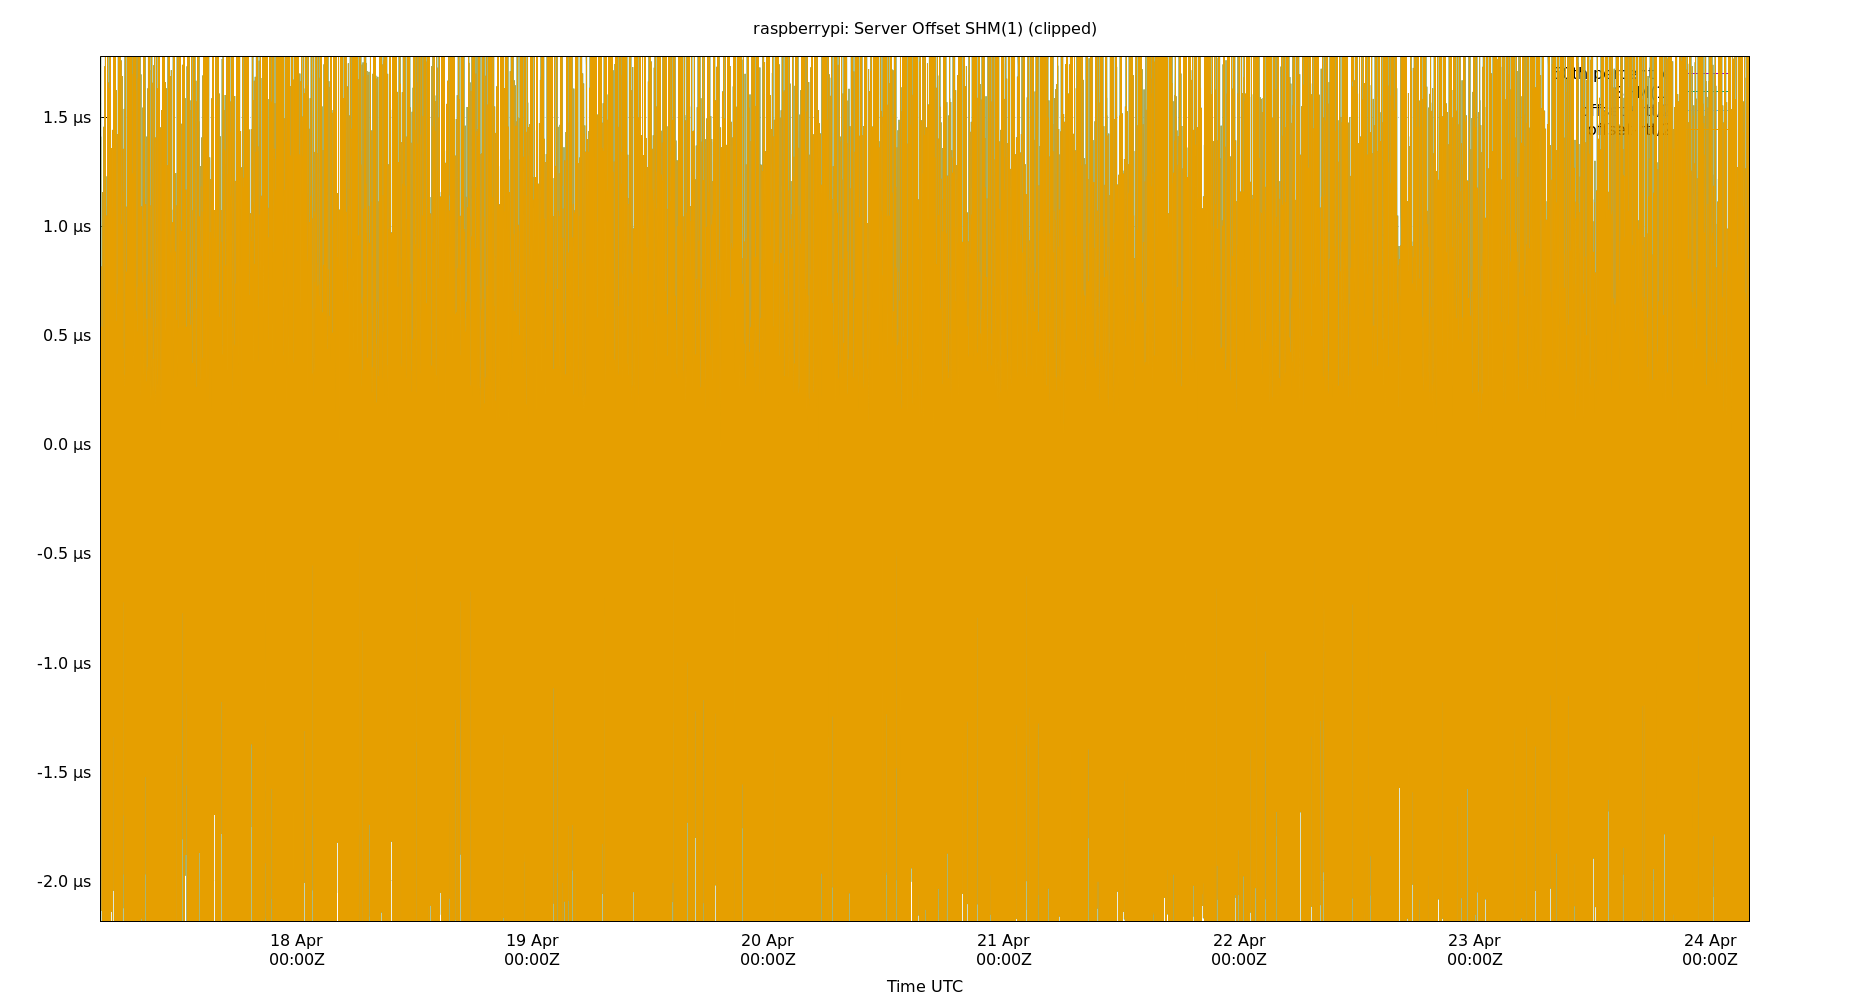 raspberrypi: Server Offset SHM(1) (clipped)
1.5 µs
1.0 µs
0.5 µs
0.0 µs
-0.5 µs
-1.0 µs
-1.5 µs
-2.0 µs
18 Apr 19 Apr 20 Apr 21 Apr 22 Apr 23 Apr 24 Apr
00:00Z 00:00Z 00:00Z 00:00Z 00:00Z 00:00Z 00:00Z
Time UTC